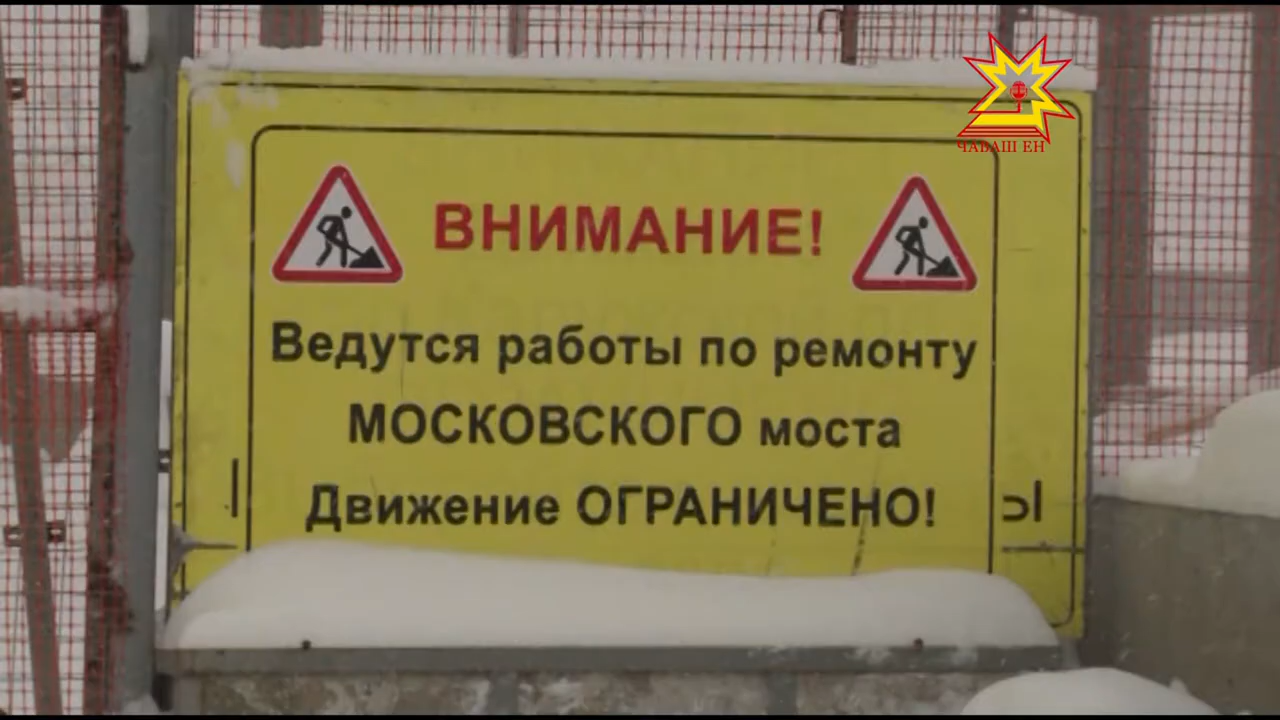 ЧАВАШ ЕН
ВНИМАНИЕ!
Ведутся работы по ремонту
МОСКОВСКОГО моста
Движение ОГРАНИЧЕНО!